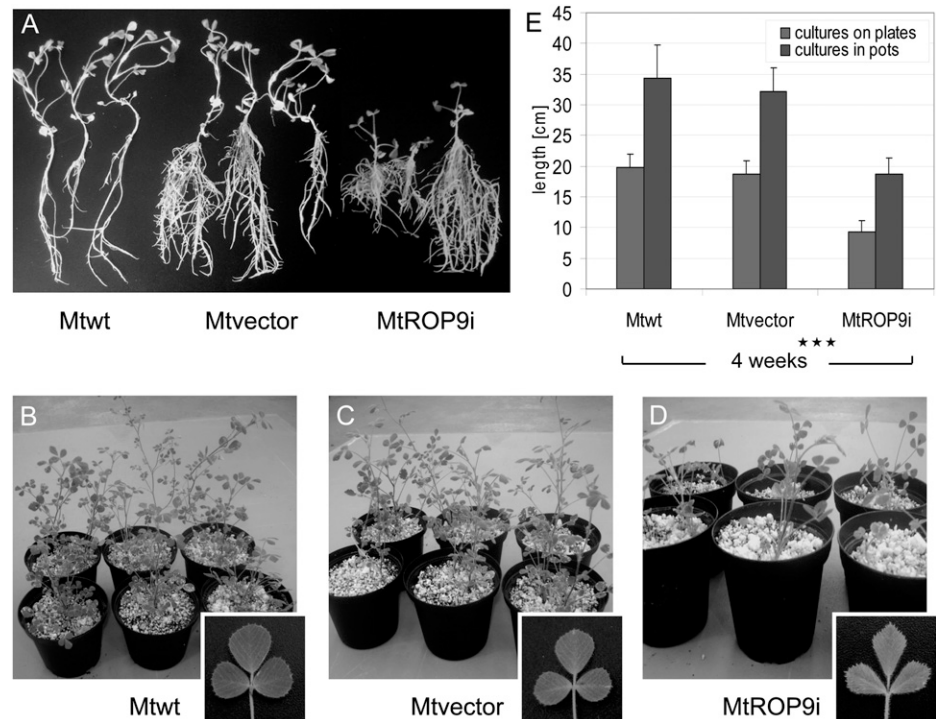 A
Mtwt Mtvector MtROP9i
E
45
40
35
30
25
20
15
10
5
0
length [cm]
cultures on plates
cultures in pots
Mtwt Mtvector MtROP9i
★★★
4 weeks
B
Mtwt
C
Mtvector
D
MtROP9i